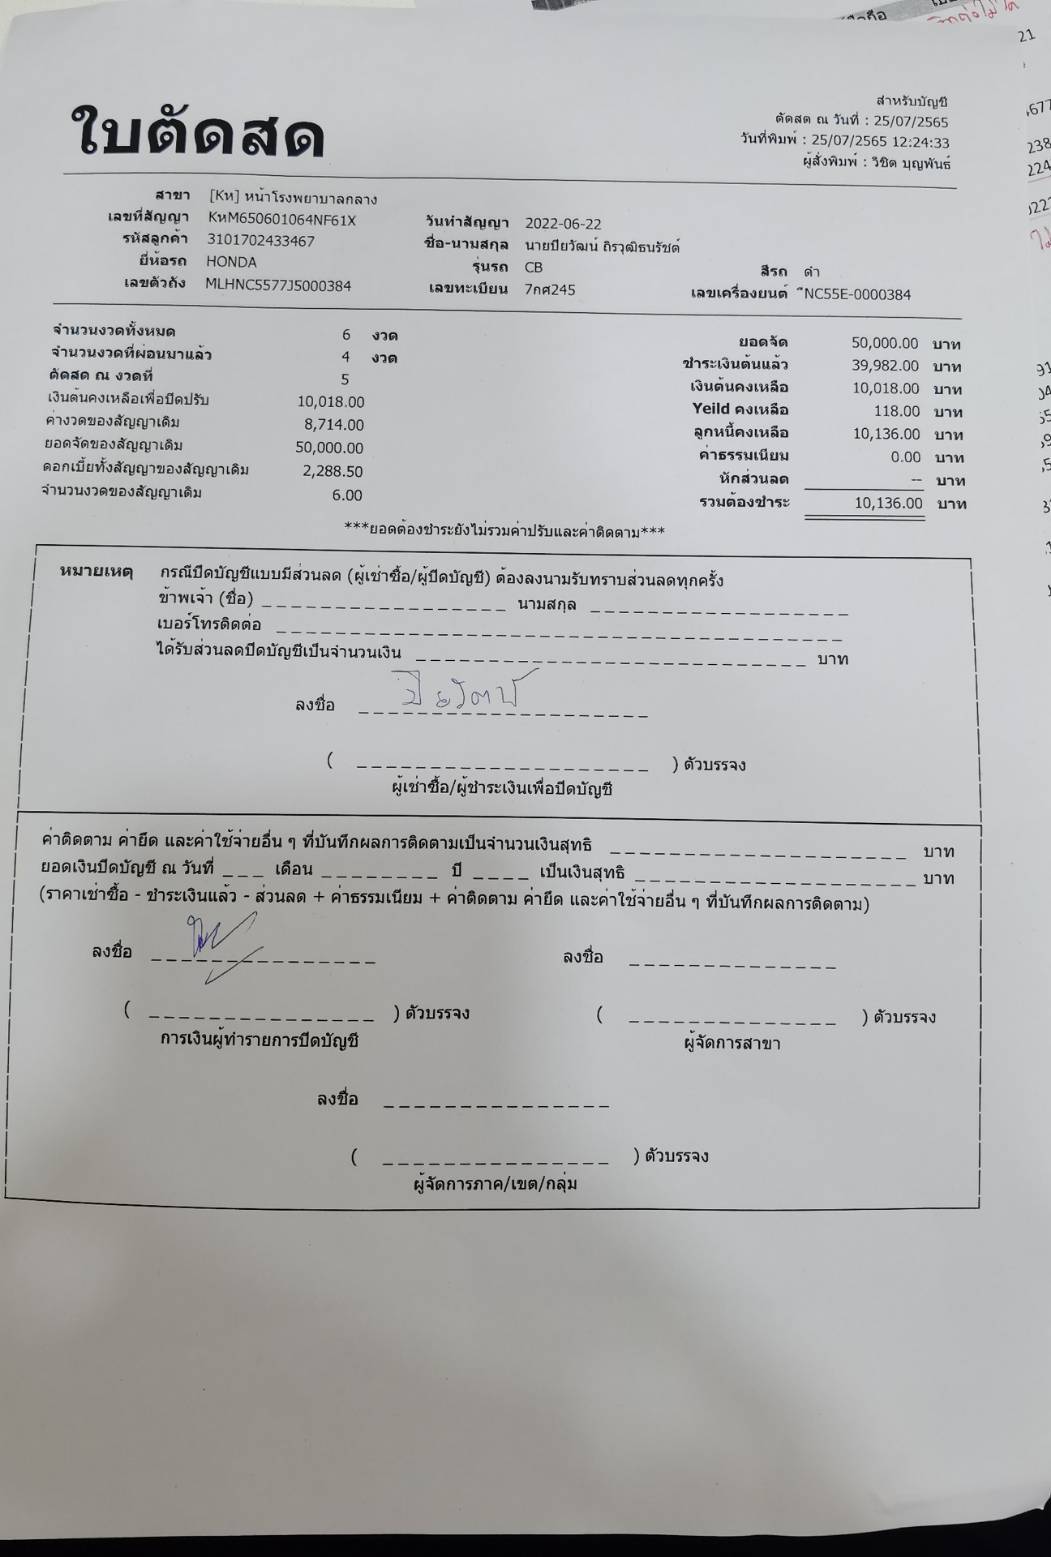 ใบตัดสด
สำหรับบัญชี
ตัดสด ณ วันที่ : 25/07/2565
วันที่พิมพ์ : 25/07/2565 12:24:33
ผู้สั่งพิมพ์ : วิชิต บุญพันธ์
สาขา [Kห] หน้าโรงพยาบาลกลาง
เลขที่สัญญา KหM650601064NF61X วันทำสัญญา 2022-06-22
รหัสลูกค้า 3101702433467 ชื่อ-นามสกุล นายปิยวัฒน์ ถิรวุฒิธนรัชต์
ยี่ห้อรถ HONDA รุ่นรถ CB สีรถ ดำ
เลขตัวถัง MLHNC5577J5000384 เลขทะเบียน 7กศ245 เลขเครื่องยนต์ NC55E-0000384
จำนวนงวดทั้งหมด 6 งวด ยอดจัด 50,000.00 บาท
จำนวนงวดที่ผ่อนมาแล้ว 4 งวด ชำระเงินต้นแล้ว 39,982.00 บาท
ตัดสด ณ งวดที่ 5 เงินต้นคงเหลือ 10,018.00 บาท
เงินต้นคงเหลือเพื่อปิดปรับ 10,018.00 Yeild คงเหลือ 118.00 บาท
ค่างวดของสัญญาเดิม 8,714.00 ลูกหนี้คงเหลือ 10,136.00 บาท
ยอดจัดของสัญญาเดิม 50,000.00 ค่าธรรมเนียม 0.00 บาท
ดอกเบี้ยทั้งสัญญาของสัญญาเดิม 2,288.50 หักส่วนลด -- บาท
จำนวนงวดของสัญญาเดิม 6.00 รวมต้องชำระ 10,136.00 บาท
***ยอดต้องชำระยังไม่รวมค่าปรับและค่าติดตาม***
หมายเหตุ กรณีปิดบัญชีแบบมีส่วนลด (ผู้เช่าซื้อ/ผู้ปิดบัญชี) ต้องลงนามรับทราบส่วนลดทุกครั้ง
ข้าพเจ้า (ชื่อ) นามสกุล
เบอร์โทรติดต่อ
ได้รับส่วนลดปิดบัญชีเป็นจำนวนเงิน บาท
ลงชื่อ
( ) ตัวบรรจง
ผู้เช่าซื้อ/ผู้ชำระเงินเพื่อปิดบัญชี
ค่าติดตาม ค่ายึด และค่าใช้จ่ายอื่น ๆ ที่บันทึกผลการติดตามเป็นจำนวนเงินสุทธิ บาท
ยอดเงินปิดบัญชี ณ วันที่ เดือน ปี เป็นเงินสุทธิ บาท
(ราคาเช่าซื้อ - ชำระเงินแล้ว - ส่วนลด + ค่าธรรมเนียม + ค่าติดตาม ค่ายึด และค่าใช้จ่ายอื่น ๆ ที่บันทึกผลการติดตาม)
ลงชื่อ ลงชื่อ
( ) ตัวบรรจง ( ) ตัวบรรจง
การเงินผู้ทำรายการปิดบัญชี ผู้จัดการสาขา
ลงชื่อ
( ) ตัวบรรจง
ผู้จัดการภาค/เขต/กลุ่ม